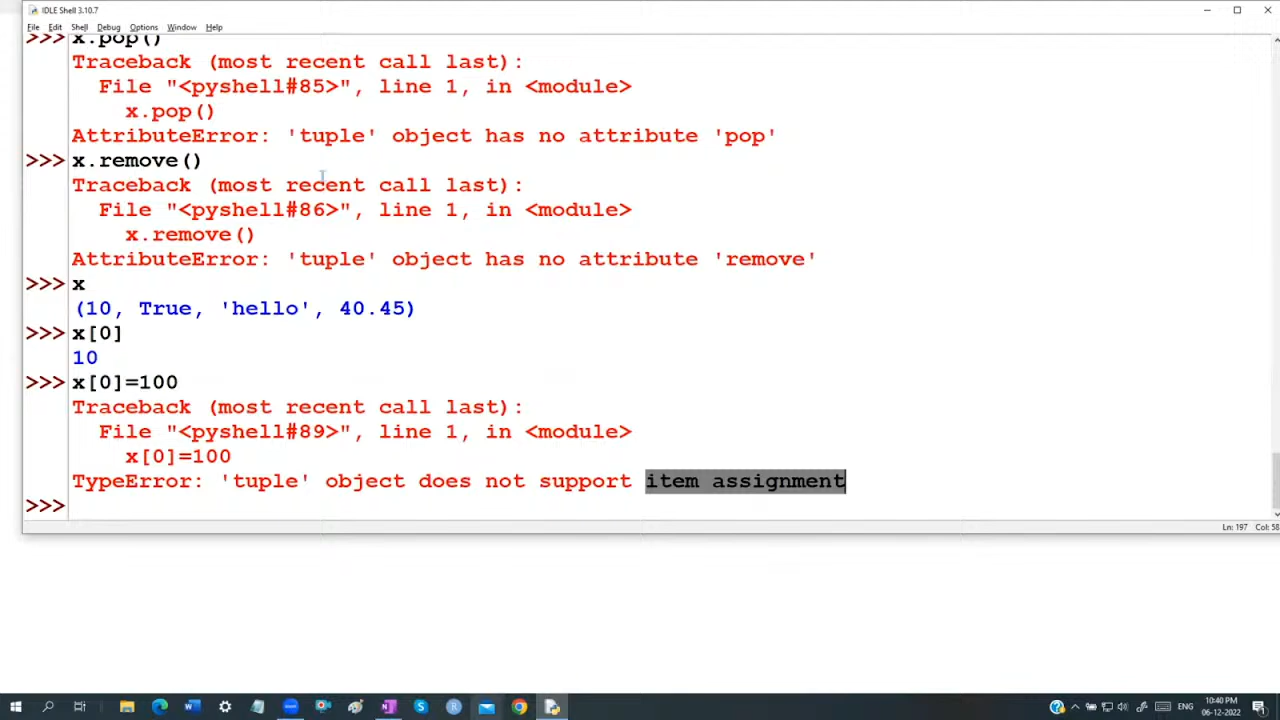 IDLE Shell 3.10.7
File Edit Shell Debug Options Window Help
>>> x.pop()
Traceback (most recent call last):
  File "<pyshell#85>", line 1, in <module>
    x.pop()
AttributeError: 'tuple' object has no attribute 'pop'
>>> x.remove()
Traceback (most recent call last):
  File "<pyshell#86>", line 1, in <module>
    x.remove()
AttributeError: 'tuple' object has no attribute 'remove'
>>> x
(10, True, 'hello', 40.45)
>>> x[0]
10
>>> x[0]=100
Traceback (most recent call last):
  File "<pyshell#89>", line 1, in <module>
    x[0]=100
TypeError: 'tuple' object does not support item assignment
>>>
Ln: 197 Col: 58
ENG
10:40 PM
06-12-2022